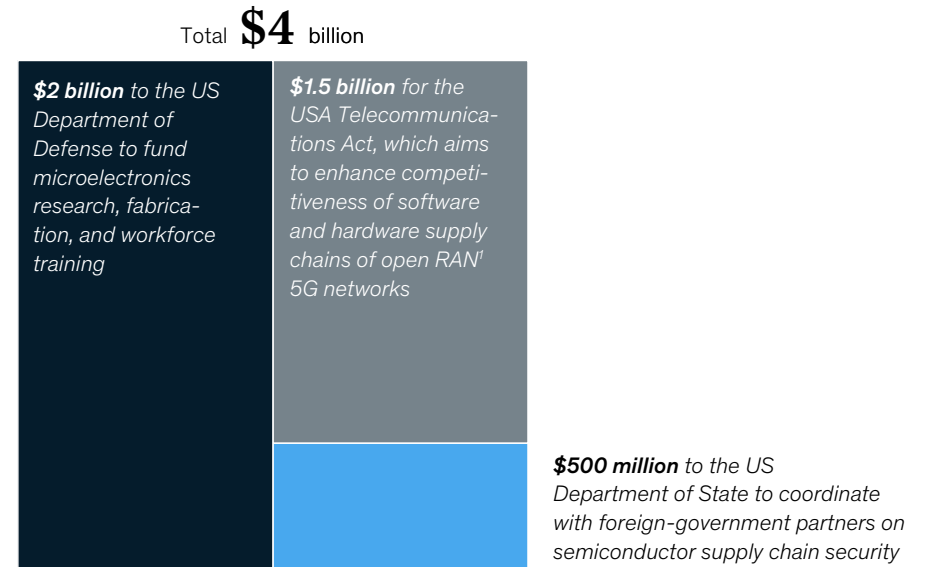 Total $4 billion
$2 billion to the US
Department of
Defense to fund
microelectronics
research, fabrica-
tion, and workforce
training
$1.5 billion for the
USA Telecommunica-
tions Act, which aims
to enhance competi-
tiveness of software
and hardware supply
chains of open RAN¹
5G networks
$500 million to the US
Department of State to coordinate
with foreign-government partners on
semiconductor supply chain security